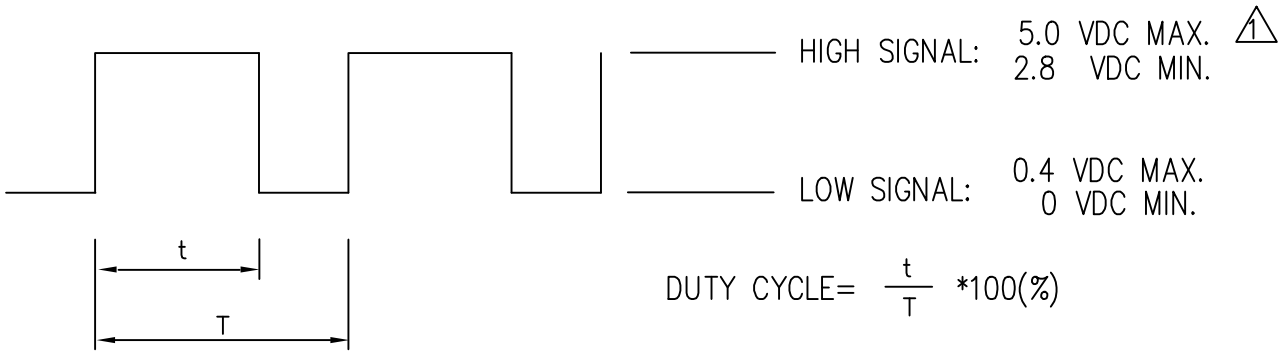 HIGH SIGNAL: 5.0 VDC MAX. 1
2.8 VDC MIN.
LOW SIGNAL: 0.4 VDC MAX.
0 VDC MIN.
t
T
DUTY CYCLE= t/T *100(%)